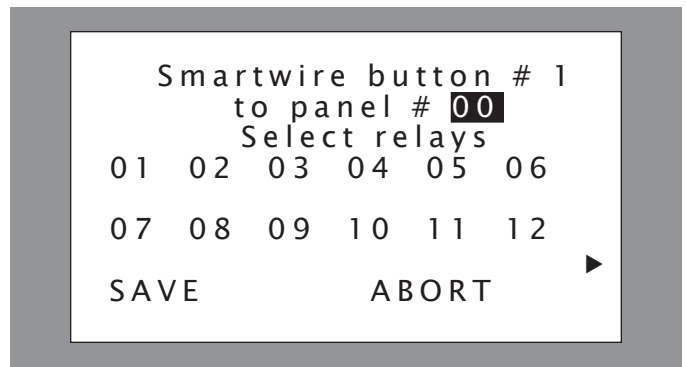 Smartwire button # 1
to panel # 00
Select relays
01 02 03 04 05 06
07 08 09 10 11 12
SAVE ABORT